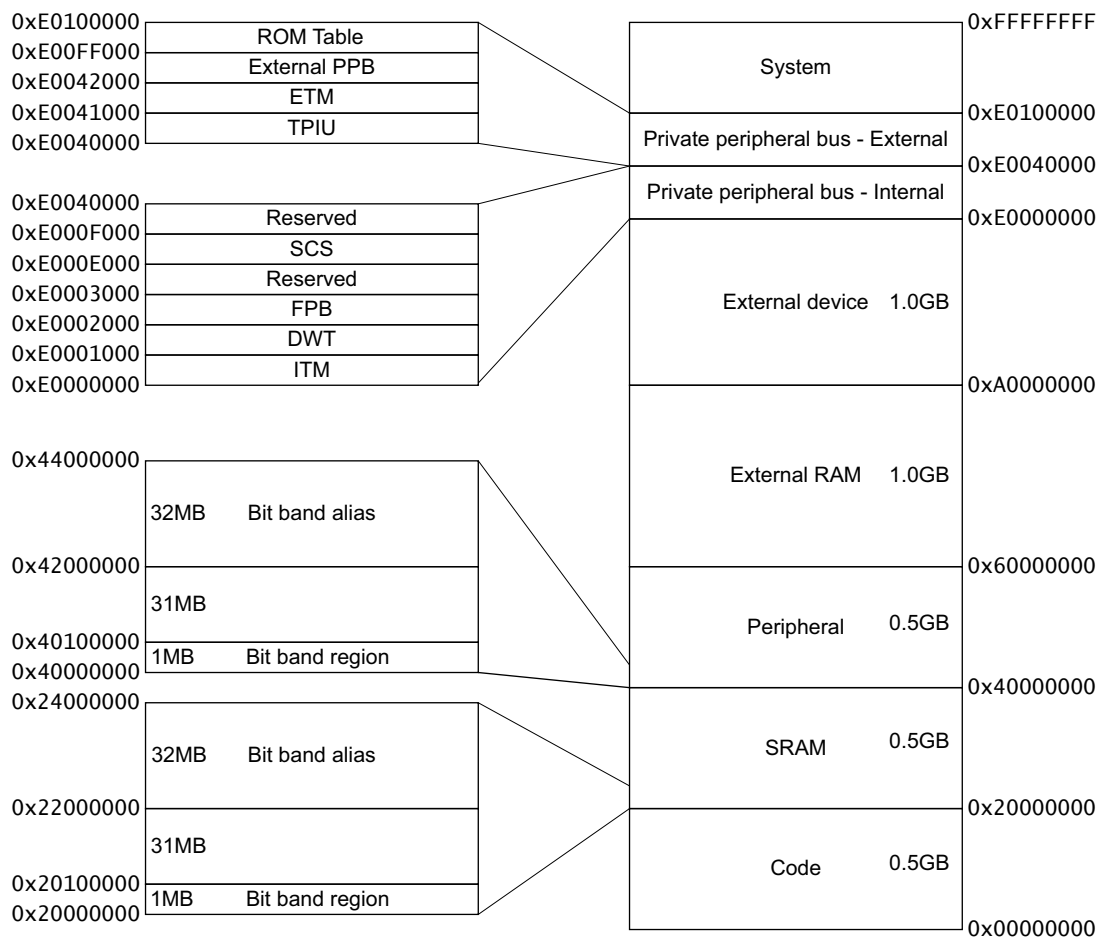 0xE0100000
ROM Table
0xE00FF000
External PPB
0xE0042000
ETM
0xE0041000
TPIU
0xE0040000
0xE0040000
Reserved
0xE000F000
SCS
0xE000E000
Reserved
0xE0003000
FPB
0xE0002000
DWT
0xE0001000
ITM
0xE0000000
0x44000000
32MB Bit band alias
0x42000000
31MB
0x40100000
1MB Bit band region
0x40000000
0x24000000
32MB Bit band alias
0x22000000
31MB
0x20100000
1MB Bit band region
0x20000000
0xFFFFFFFF
System
0xE0100000
Private peripheral bus - External
0xE0040000
Private peripheral bus - Internal
0xE0000000
External device 1.0GB
0xA0000000
External RAM 1.0GB
0x60000000
Peripheral 0.5GB
0x40000000
SRAM 0.5GB
0x20000000
Code 0.5GB
0x00000000